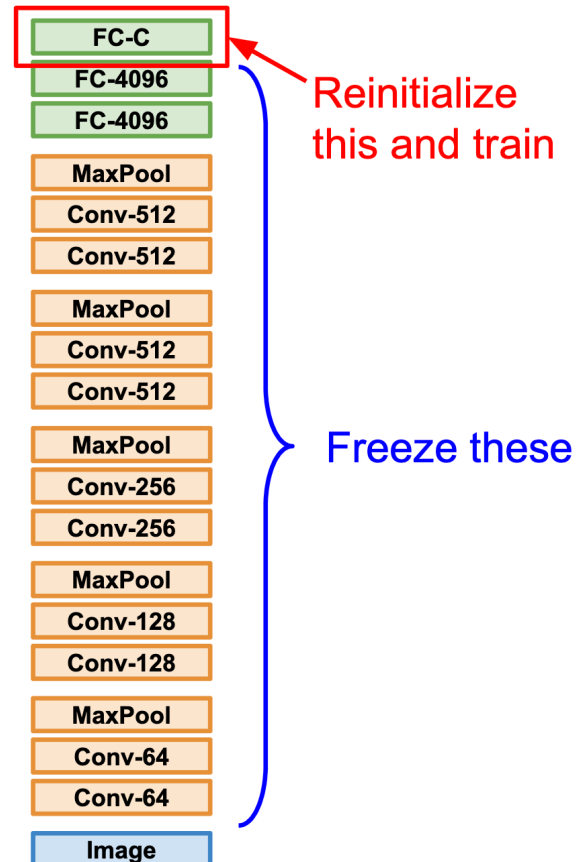 FC-C
FC-4096
FC-4096
MaxPool
Conv-512
Conv-512
MaxPool
Conv-512
Conv-512
MaxPool
Conv-256
Conv-256
MaxPool
Conv-128
Conv-128
MaxPool
Conv-64
Conv-64
Image
Reinitialize
this and train
Freeze these